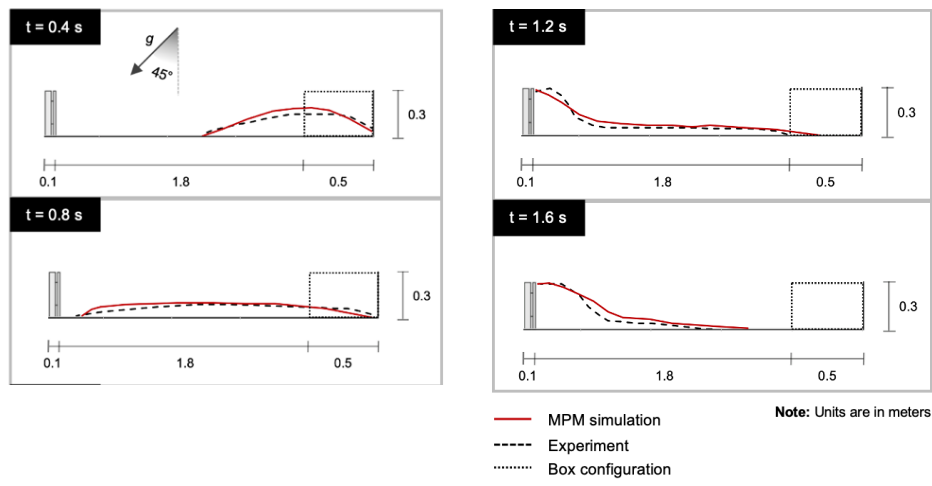 t = 0.4 s
g
45°
0.3
0.1
1.8
0.5
t = 0.8 s
0.3
0.1
1.8
0.5
t = 1.2 s
0.3
0.1
1.8
0.5
t = 1.6 s
0.3
0.1
1.8
0.5
MPM simulation
Experiment
Box configuration
Note: Units are in meters